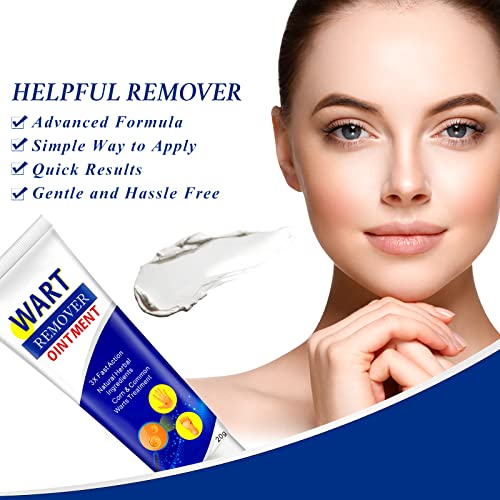 HELPFUL REMOVER
Advanced Formula
Simple Way to Apply
Quick Results
Gentle and Hassle Free
WART
REMOVER
OINTMENT
3X Fast Action
Natural Herbal
Ingredients
Corn & Common
Warts Treatment
20g